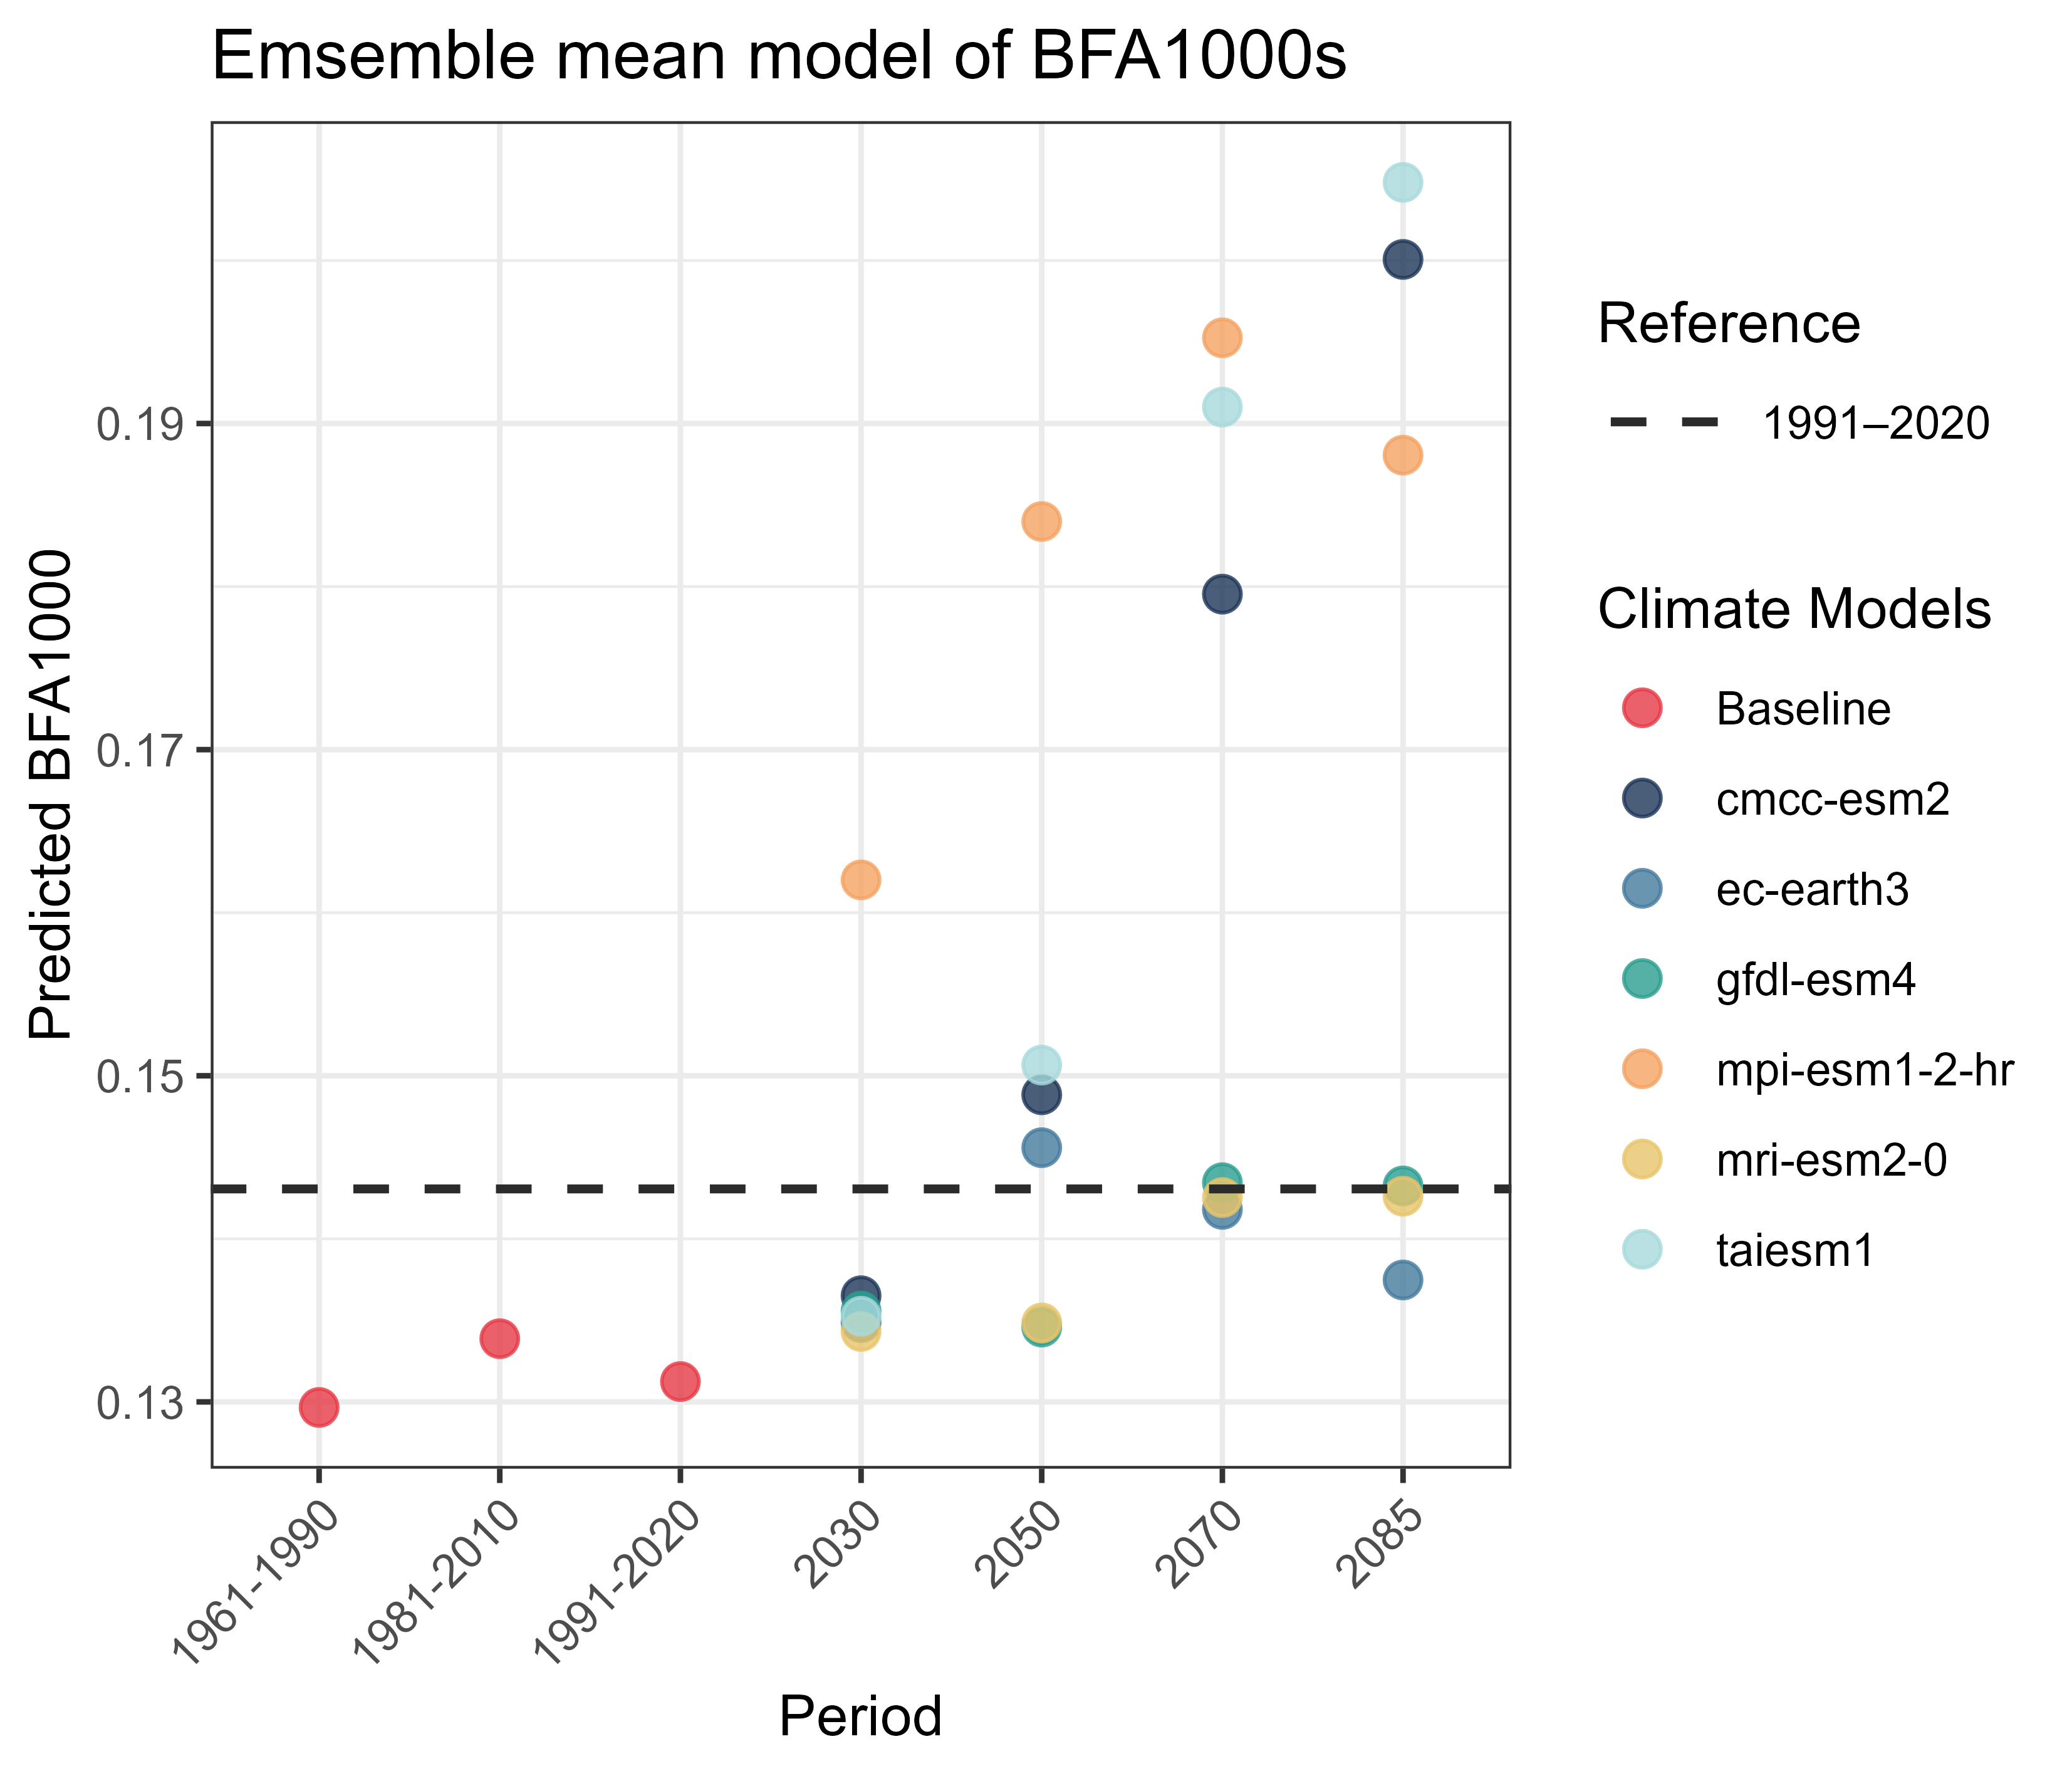 Emsemble mean model of BFA1000s
Predicted BFA1000
0.19
0.17
0.15
0.13
1961-1990
1981-2010
1991-2020
2030
2050
2070
2085
Period
Reference
1991–2020
Climate Models
Baseline
cmcc-esm2
ec-earth3
gfdl-esm4
mpi-esm1-2-hr
mri-esm2-0
taiesm1